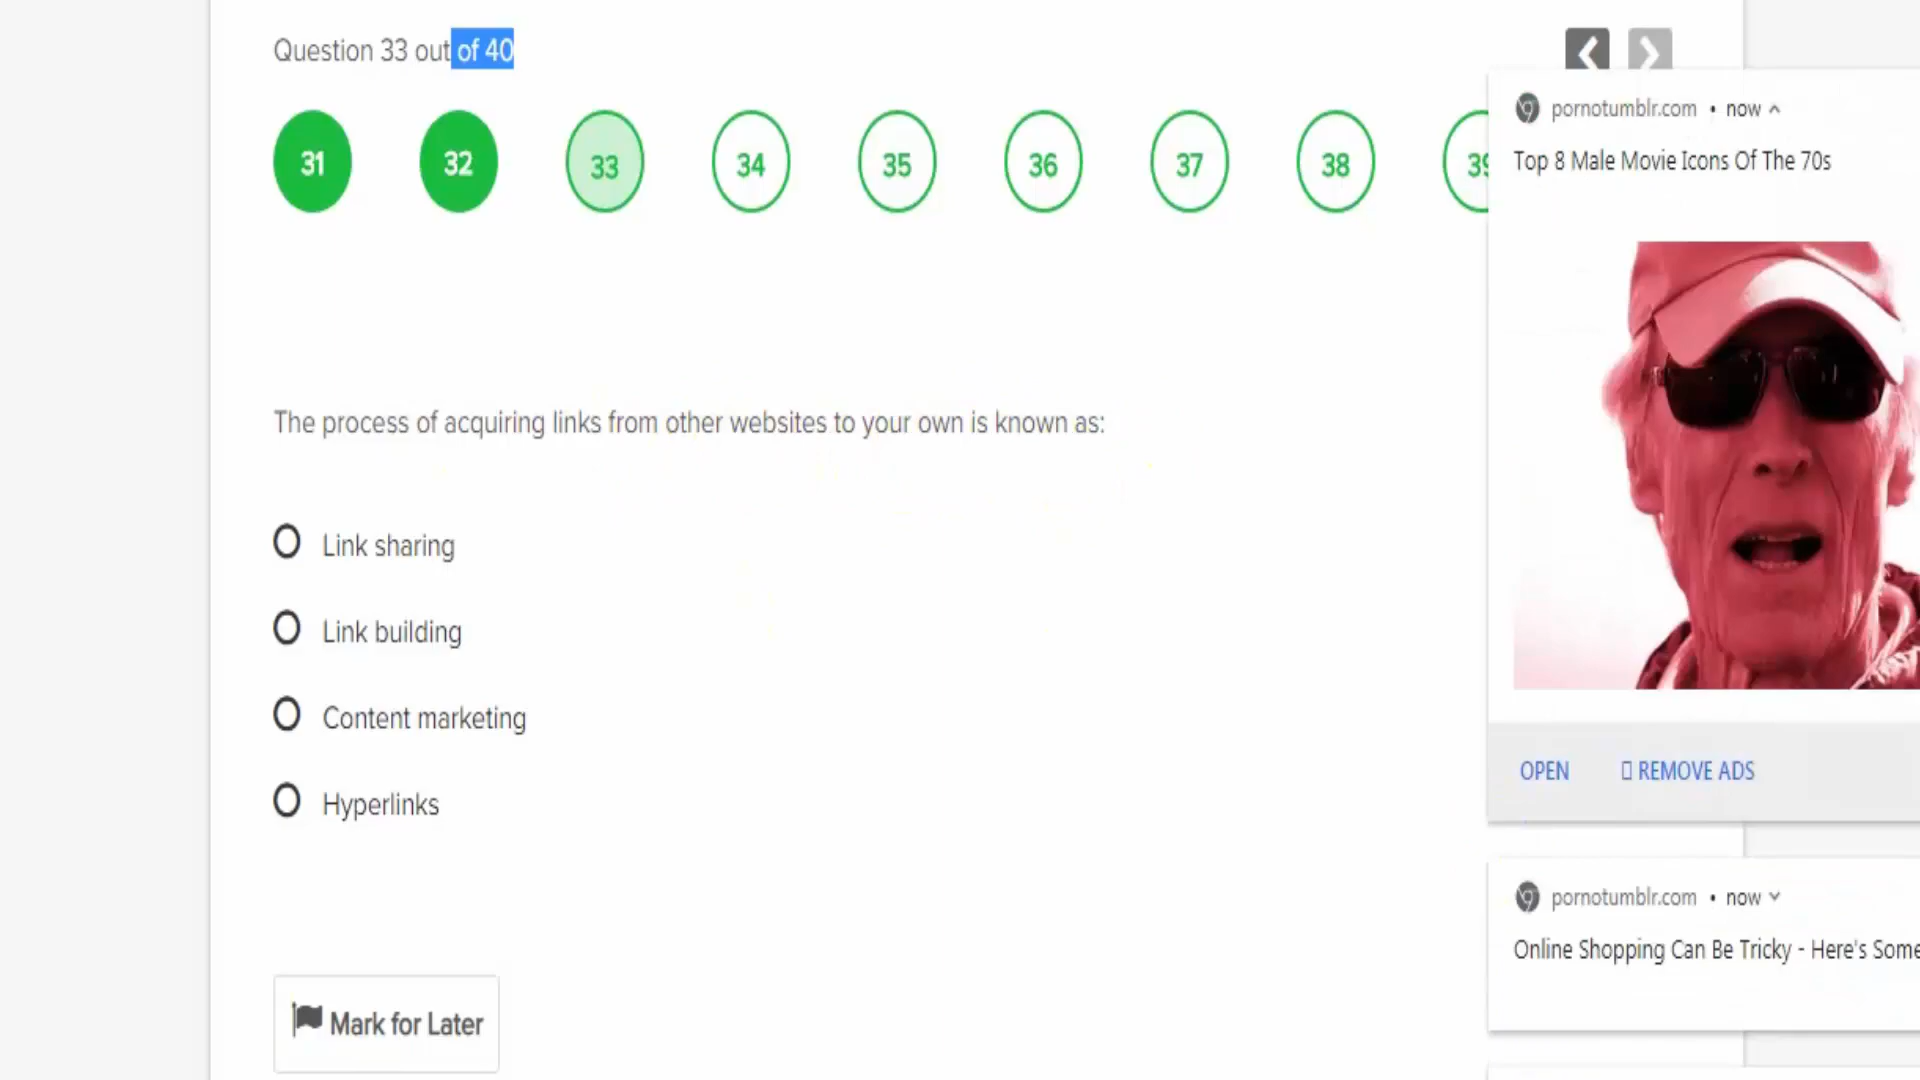 Question 33 out of 40
31 32 33 34 35 36 37 38 39
The process of acquiring links from other websites to your own is known as:
Link sharing
Link building
Content marketing
Hyperlinks
Mark for Later
pornotumblr.com • now
Top 8 Male Movie Icons Of The 70s
OPEN REMOVE ADS
pornotumblr.com • now
Online Shopping Can Be Tricky - Here's Some